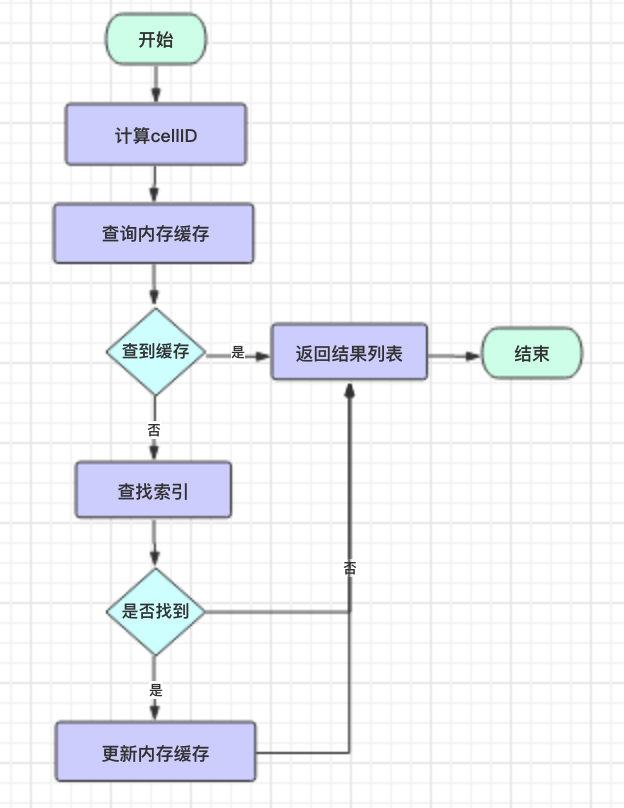 开始
计算cellID
查询内存缓存
查到缓存
是
返回结果列表
结束
否
查找索引
否
是否找到
是
更新内存缓存